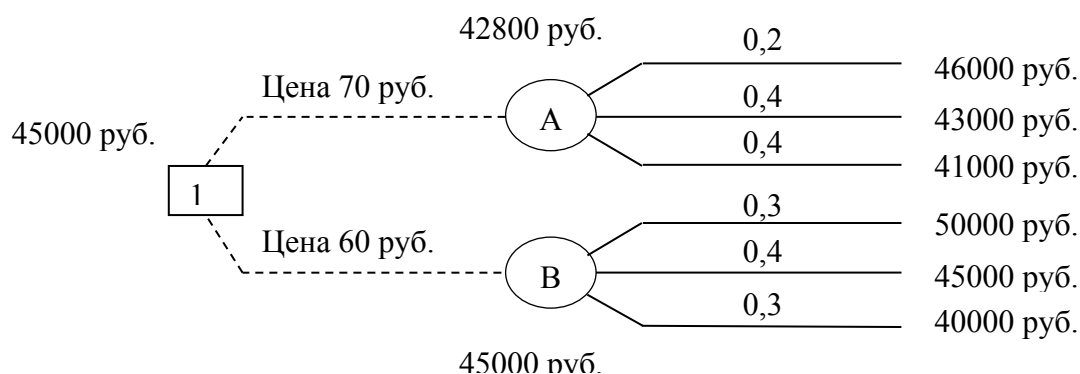 42800 руб.
0,2
46000 руб.
Цена 70 руб.
А
0,4
43000 руб.
45000 руб.
0,4
41000 руб.
1
0,3
50000 руб.
Цена 60 руб.
В
0,4
45000 руб.
0,3
40000 руб.
45000 руб.